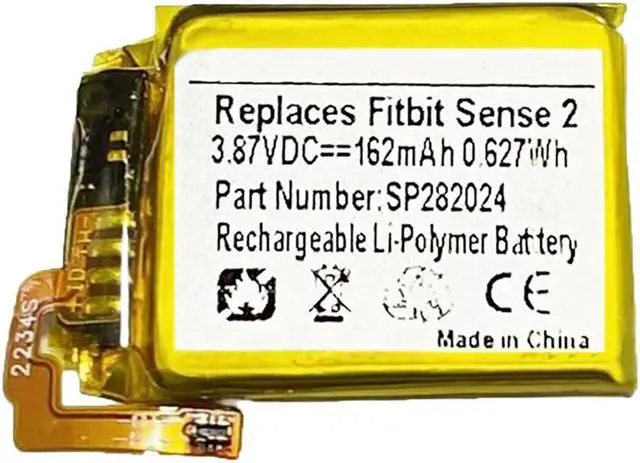 Replaces Fitbit Sense 2
3.87VDC==162mAh 0.627Wh
Part Number:SP282024
Rechargeable Li-Polymer Battery
CE
Made in China
2234S